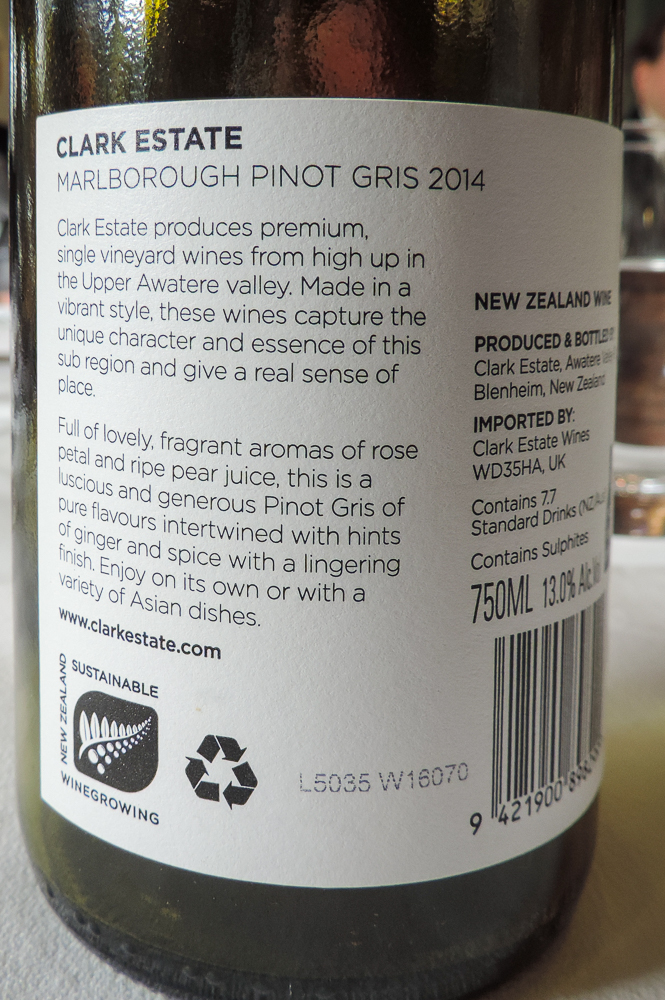 CLARK ESTATE
MARLBOROUGH PINOT GRIS 2014
Clark Estate produces premium,
single vineyard wines from high up in
the Upper Awatere valley. Made in a
vibrant style, these wines capture the
unique character and essence of this
sub region and give a real sense of
place.
Full of lovely, fragrant aromas of rose
petal and ripe pear juice, this is a
luscious and generous Pinot Gris of
pure flavours intertwined with hints
of ginger and spice with a lingering
finish. Enjoy on its own or with a
variety of Asian dishes.
www.clarkestate.com
NEW ZEALAND
SUSTAINABLE
WINEGROWING
L5035 W16070
NEW ZEALAND WINE
PRODUCED & BOTTLED
Clark Estate, Awatere
Blenheim, New Zealand
IMPORTED BY:
Clark Estate Wines
WD35HA, UK
Contains 7.7
Standard Drinks
Contains Sulphites
750ML 13.0% Alc
9 421900